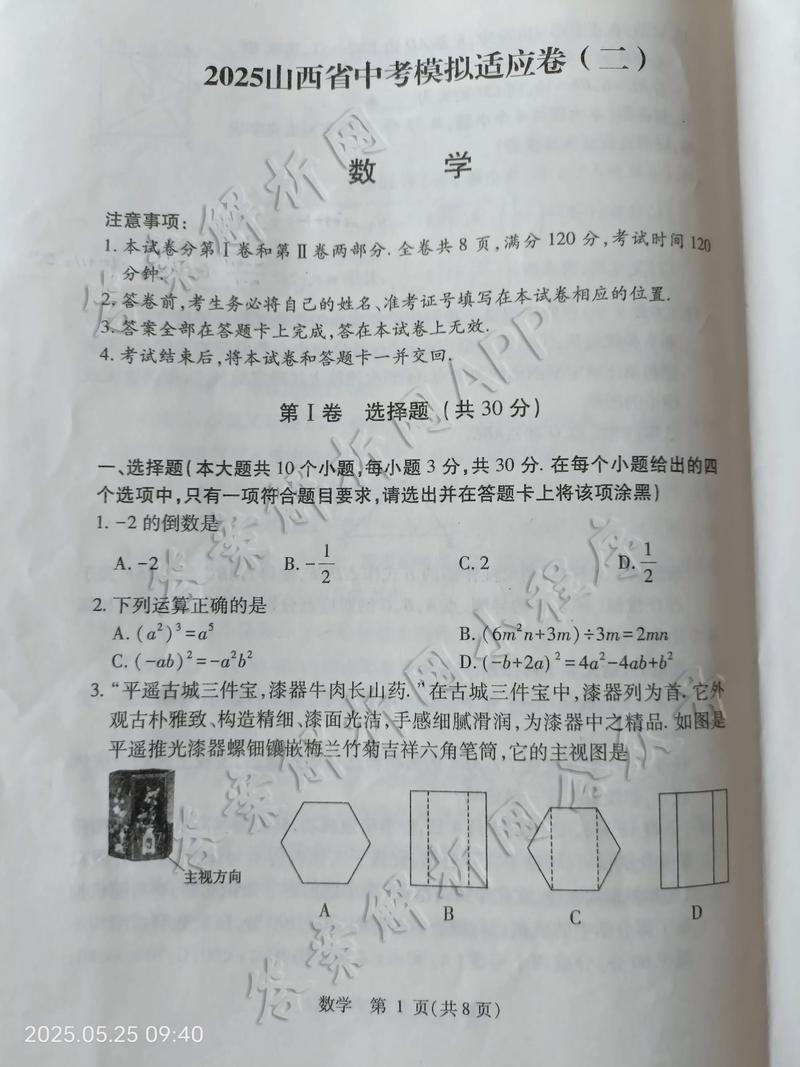 2025山西省中考模拟适应卷(二)
数 学
注意事项:
1. 本试卷分第Ⅰ卷和第Ⅱ卷两部分. 全卷共8页,满分120分,考试时间120
分钟.
2. 答卷前,考生务必将自己的姓名、准考证号填写在本试卷相应的位置.
3. 答案全部在答题卡上完成,答在本试卷上无效.
4. 考试结束后,将本试卷和答题卡一并交回.
第Ⅰ卷 选择题 (共30分)
一、选择题(本大题共10个小题,每小题3分,共30分. 在每个小题给出的四
个选项中,只有一项符合题目要求,请选出并在答题卡上将该项涂黑)
1. -2的倒数是
A. -2 B. -1/2 C. 2 D. 1/2
2. 下列运算正确的是
A. (a²)³=a⁵ B. (6m²n+3m)÷3m=2mn
C. (-ab)²=-a²b² D. (-b+2a)²=4a²-4ab+b²
3. “平遥古城三件宝,漆器牛肉长山药.”在古城三件宝中,漆器列为首. 它外
观古朴雅致、构造精细、漆面光洁,手感细腻滑润,为漆器中之精品. 如图是
平遥推光漆器螺钿镶嵌梅兰竹菊吉祥六角笔筒,它的主视图是
主视方向
A B C D
数学 第 1 页(共8页)
2025.05.25 09:40
答案解析网APP